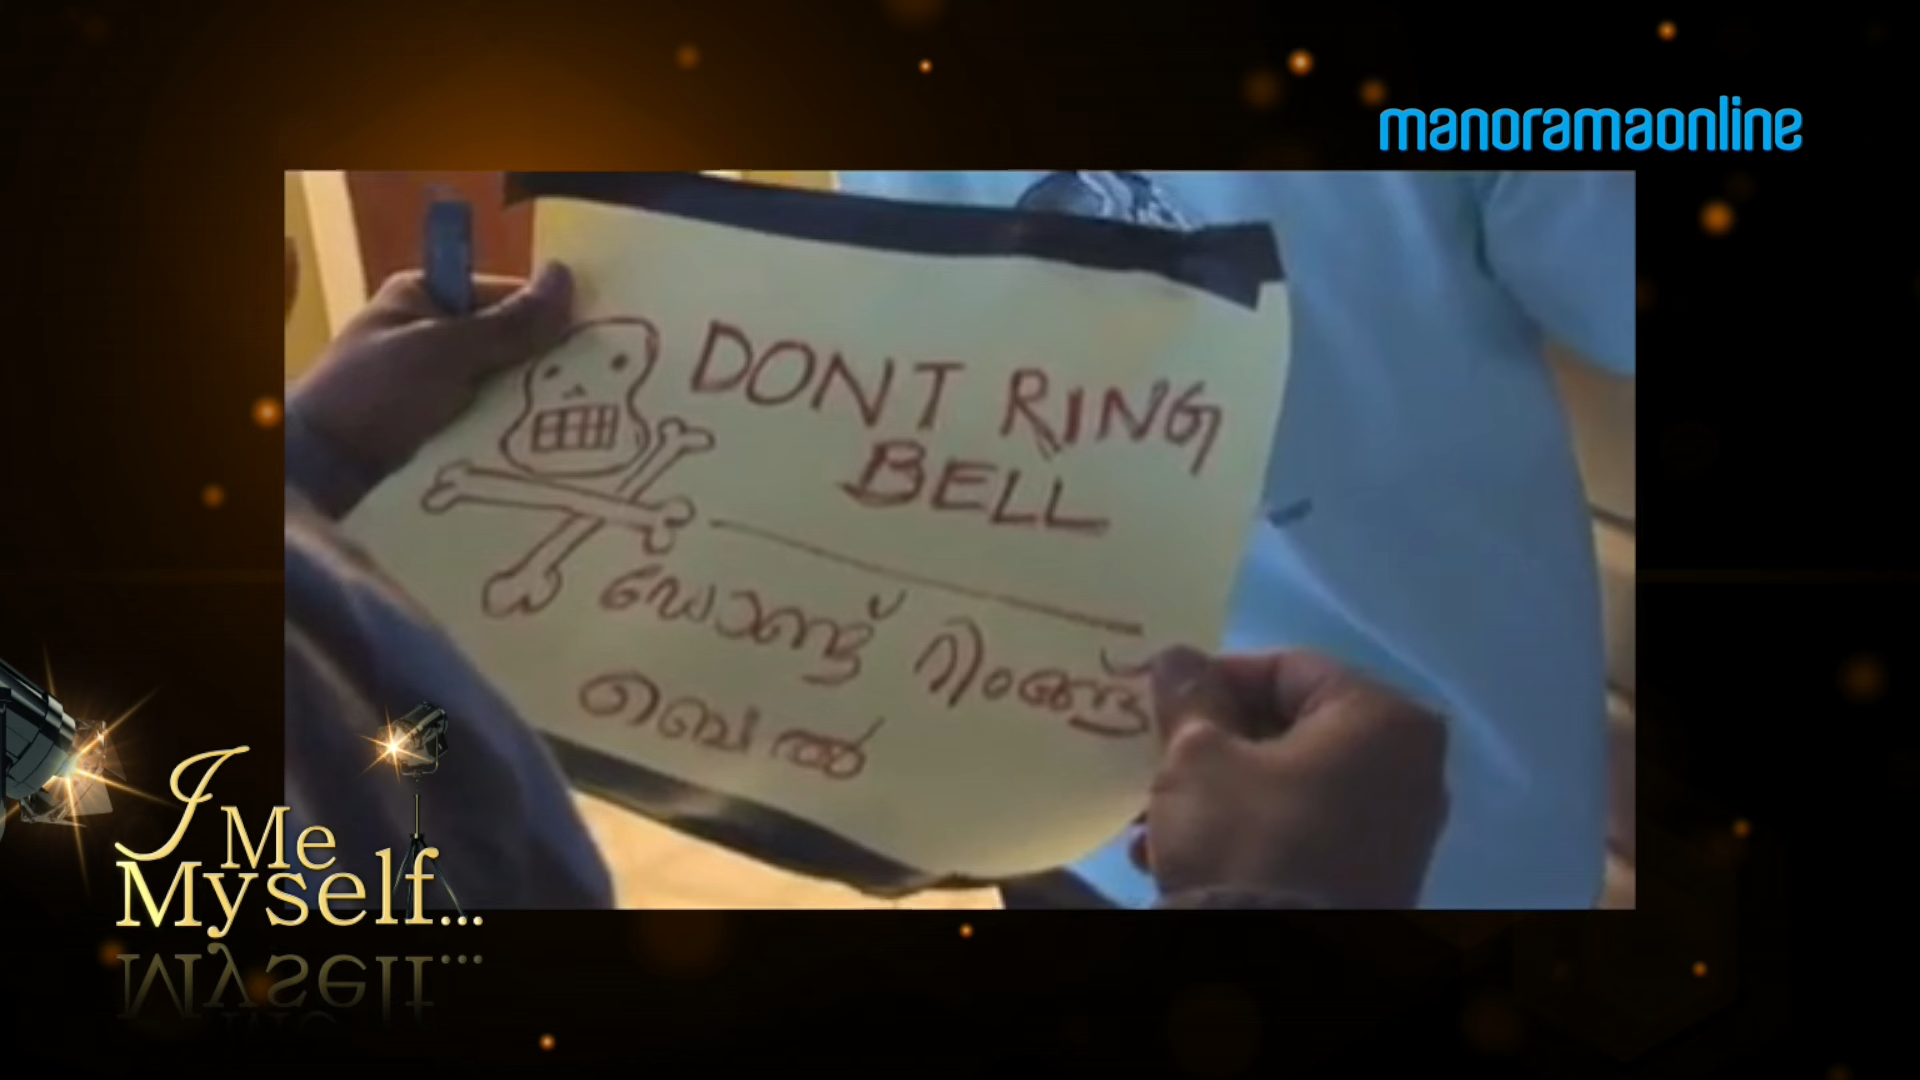 manoramaonline
DONT RING
BELL
ഡോണ്ട് റിംങ്ങ്
ബെൽ
I Me
Myself...